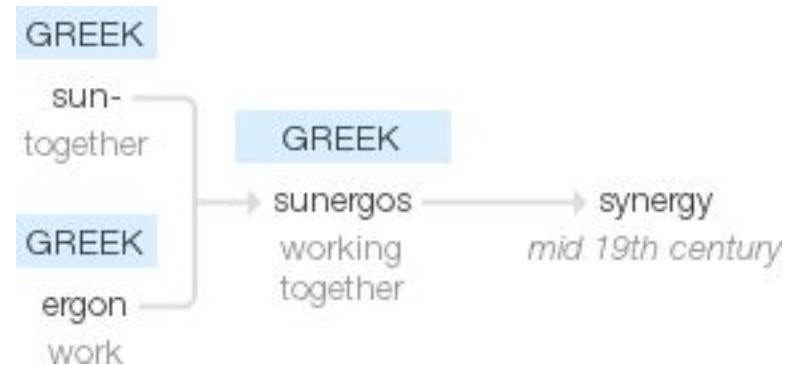 GREEK
sun-
together
GREEK
ergon
work
GREEK
sunergos
working
together
synergy
mid 19th century